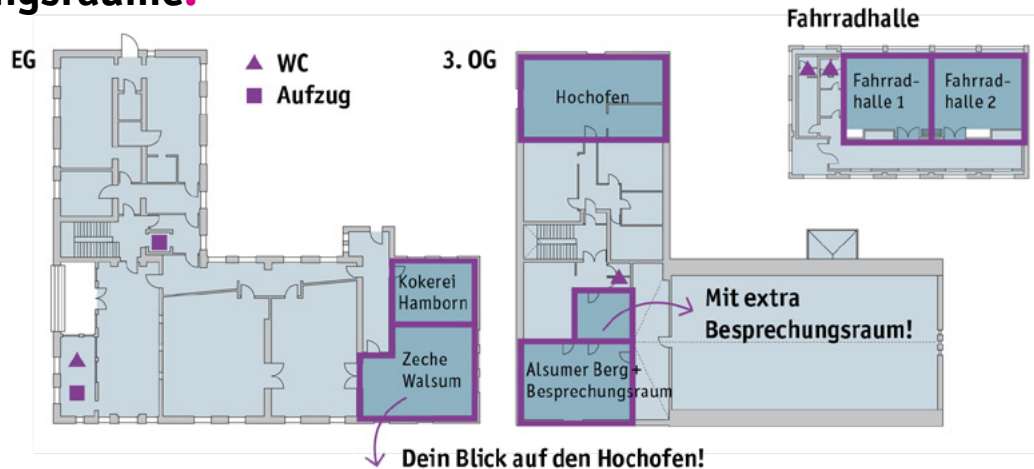 ngsräume.
Fahrradhalle
EG
WC
Aufzug
3. OG
Hochofen
Fahrrad-
halle 1
Fahrrad-
halle 2
Kokerei
Hamborn
Zeche
Walsum
Mit extra
Besprechungsraum!
Alsumer Berg +
Besprechungsraum
Dein Blick auf den Hochofen!